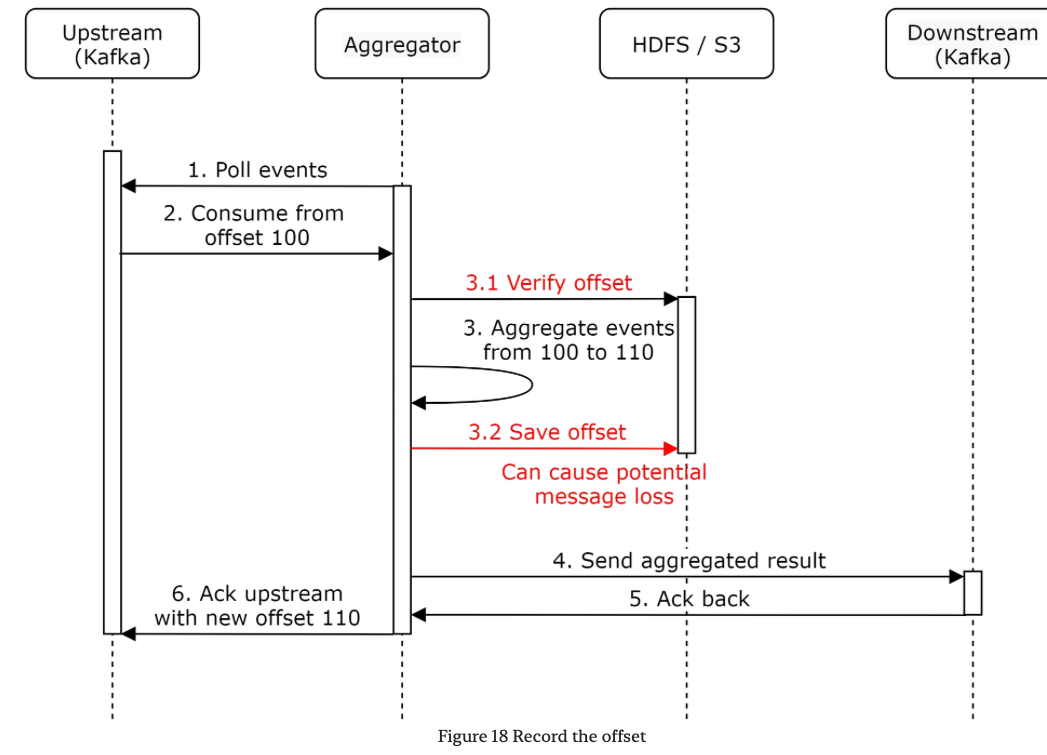 Upstream
(Kafka)
Aggregator
HDFS / S3
Downstream
(Kafka)
1. Poll events
2. Consume from
offset 100
3.1 Verify offset
3. Aggregate events
from 100 to 110
3.2 Save offset
Can cause potential
message loss
4. Send aggregated result
5. Ack back
6. Ack upstream
with new offset 110
Figure 18 Record the offset